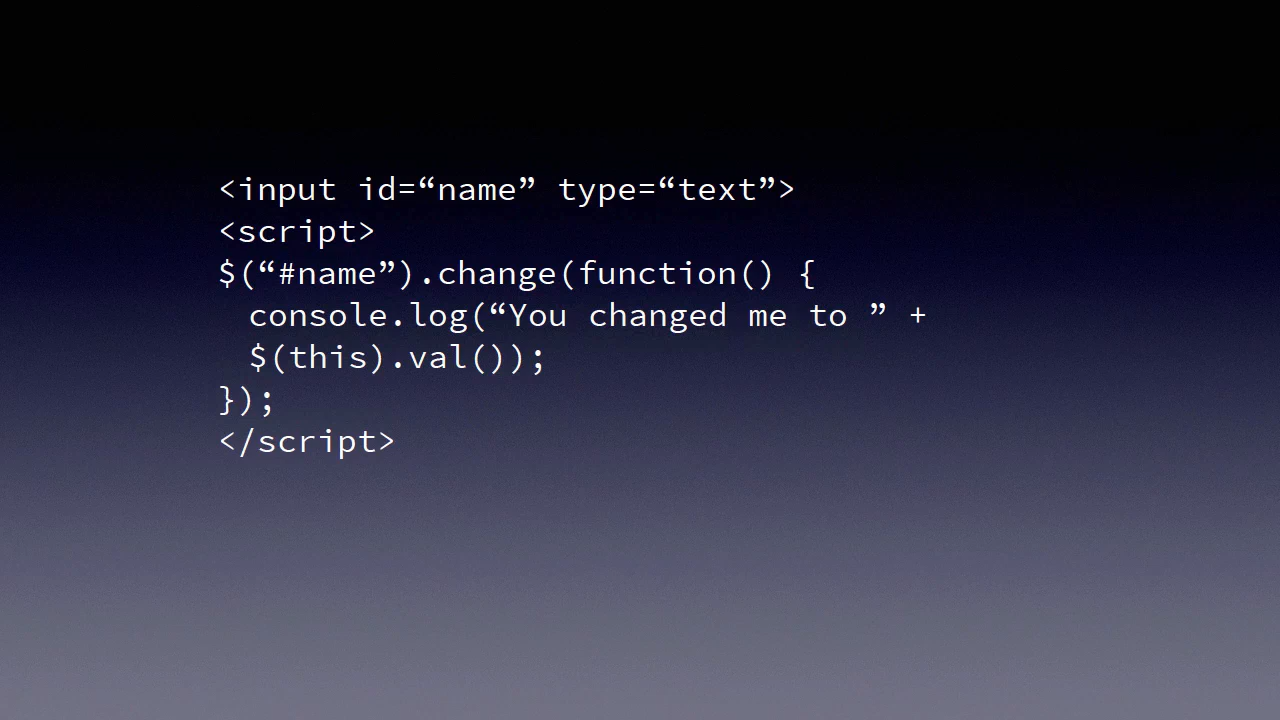 <input id=“name” type=“text”>
<script>
$(“#name”).change(function() {
  console.log(“You changed me to ” +
  $(this).val());
});
</script>